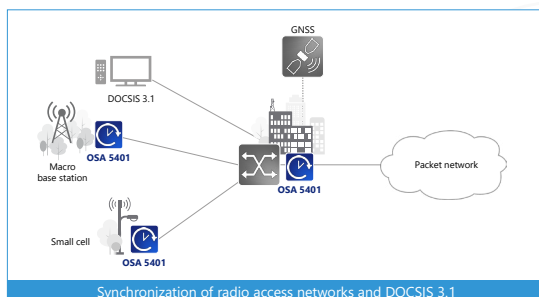 GNSS
DOCSIS 3.1
OSA 5401
Macro
base station
OSA 5401
Packet network
Small cell
OSA 5401
Synchronization of radio access networks and DOCSIS 3.1